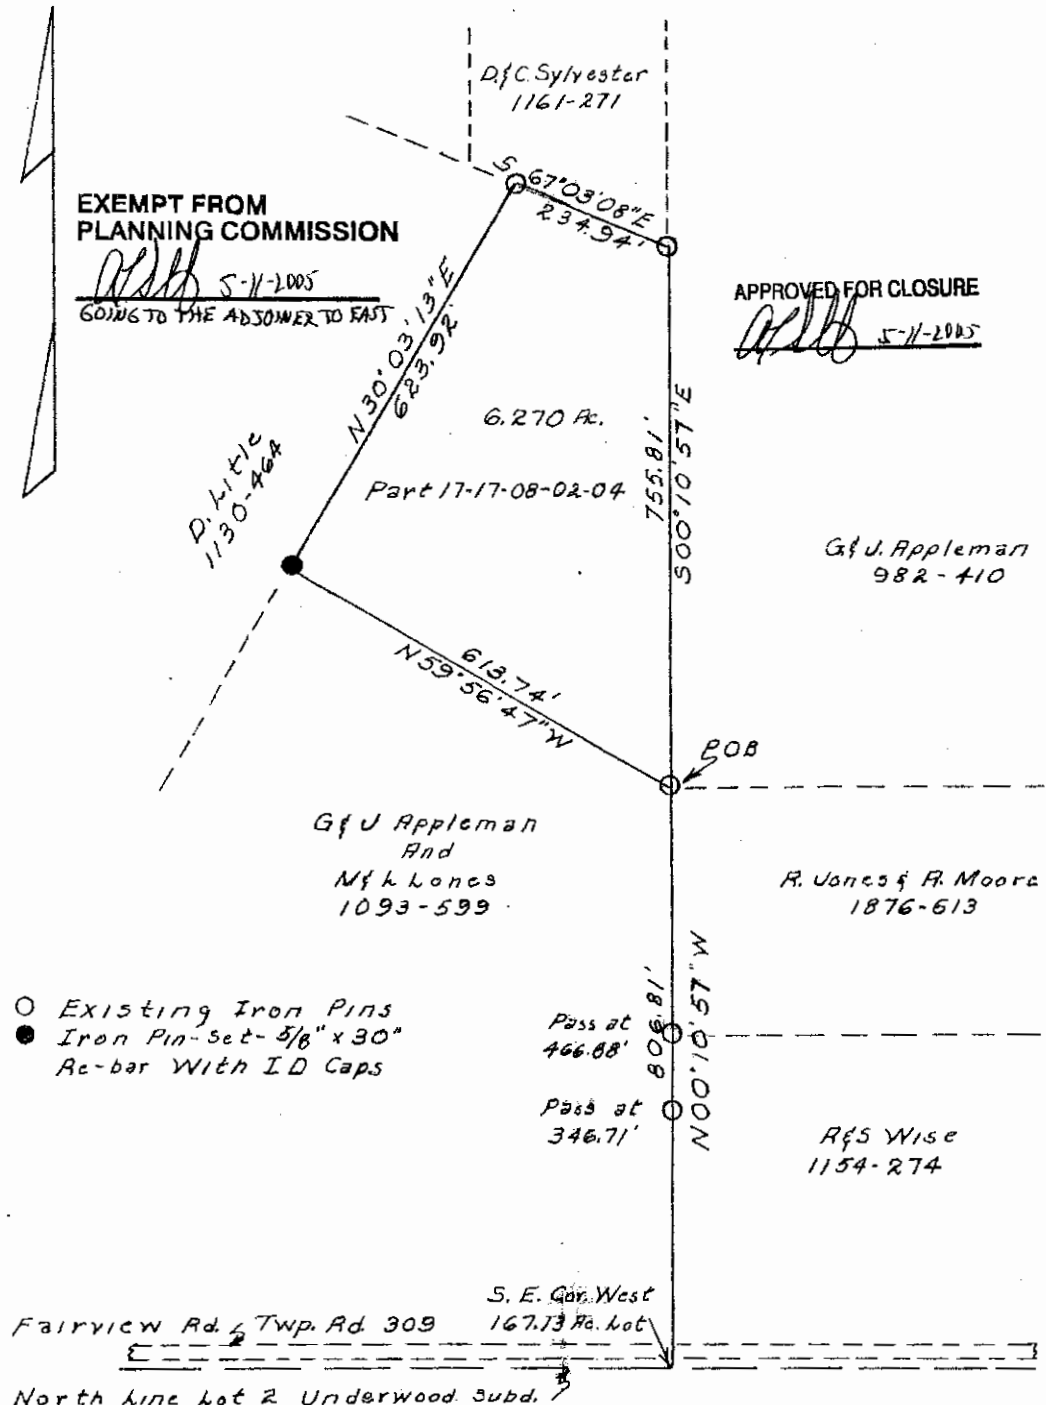 D.&C. Sylvester
1161-271
S 67°03'08"E
234.94'
EXEMPT FROM
PLANNING COMMISSION
5-11-2005
GOING TO THE ADJOINER TO EAST
APPROVED FOR CLOSURE
5-11-2005
N 30°03'13"E
623.92'
6.270 Ac.
Part 17-17-08-02-04
755.81'
S00°10'57"E
D. Little
1130-464
G&J. Appleman
982-410
613.74'
N59°56'47"W
POB
G&J Appleman
And
N&L Lones
1093-599
R. Jones & A. Moore
1876-613
Existing Iron Pins
Iron Pin-Set-5/8" x 30"
Re-bar With I D Caps
806.81'
N00°10'57"W
Pass at
466.88'
Pass at
346.71'
R&S Wise
1154-274
S. E. Cor. West
167.13 Ac. Lot
Fairview Rd. Twp. Rd. 309
North Line Lot 2 Underwood Subd.